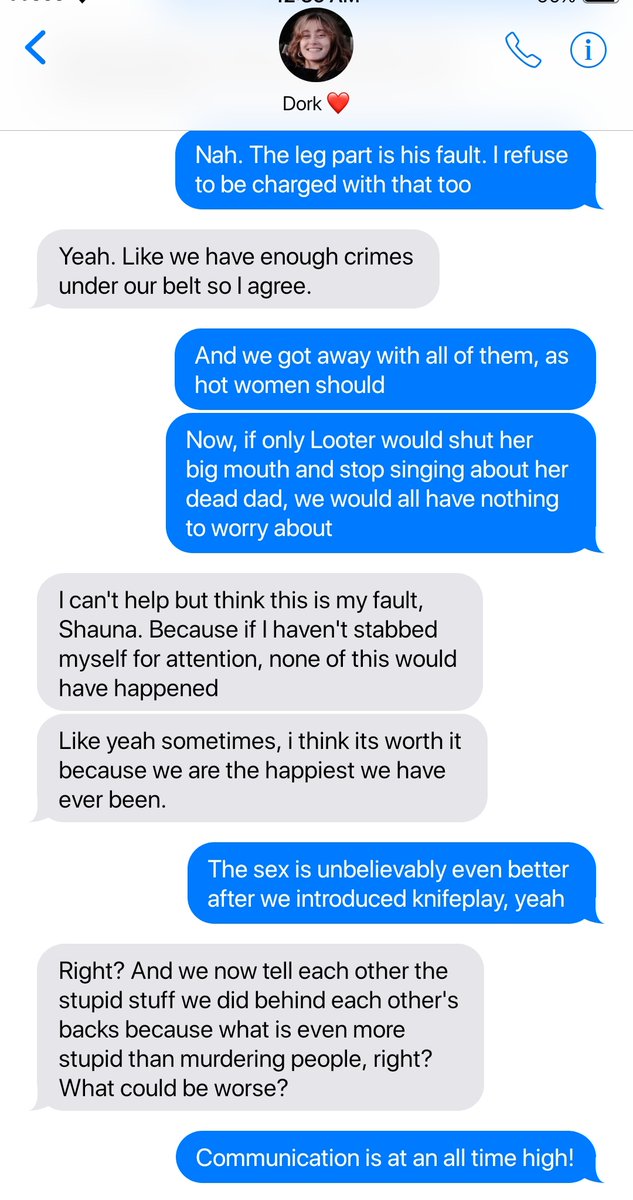 Dork ❤️
Nah. The leg part is his fault. I refuse
to be charged with that too
Yeah. Like we have enough crimes
under our belt so I agree.
And we got away with all of them, as
hot women should
Now, if only Looter would shut her
big mouth and stop singing about her
dead dad, we would all have nothing
to worry about
I can't help but think this is my fault,
Shauna. Because if I haven't stabbed
myself for attention, none of this would
have happened
Like yeah sometimes, i think its worth it
because we are the happiest we have
ever been.
The sex is unbelievably even better
after we introduced knifeplay, yeah
Right? And we now tell each other the
stupid stuff we did behind each other's
backs because what is even more
stupid than murdering people, right?
What could be worse?
Communication is at an all time high!